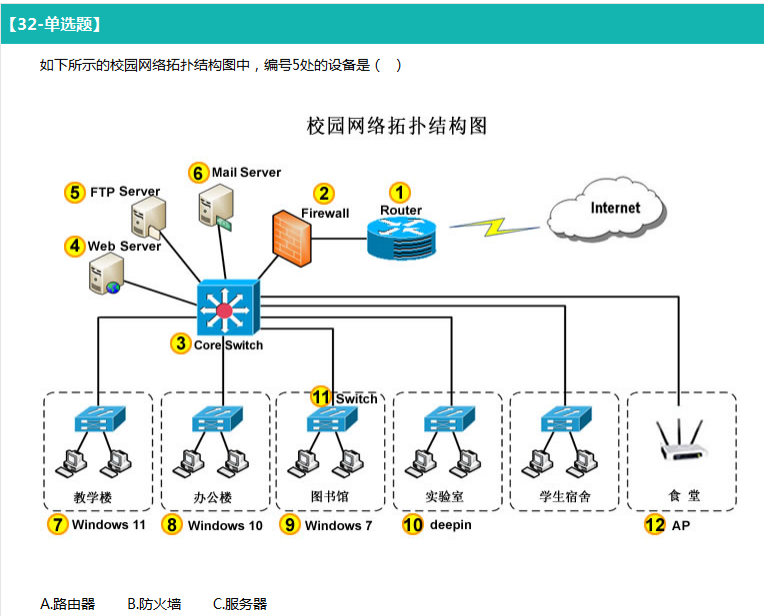 【32-单选题】
如下所示的校园网络拓扑结构图中，编号5处的设备是（    ）
校园网络拓扑结构图
6 Mail Server
5 FTP Server
2
Firewall
1
Router
Internet
4 Web Server
3 Core Switch
11 Switch
教学楼
办公楼
图书馆
实验室
学生宿舍
食 堂
7 Windows 11
8 Windows 10
9 Windows 7
10 deepin
12 AP
A.路由器 B.防火墙 C.服务器